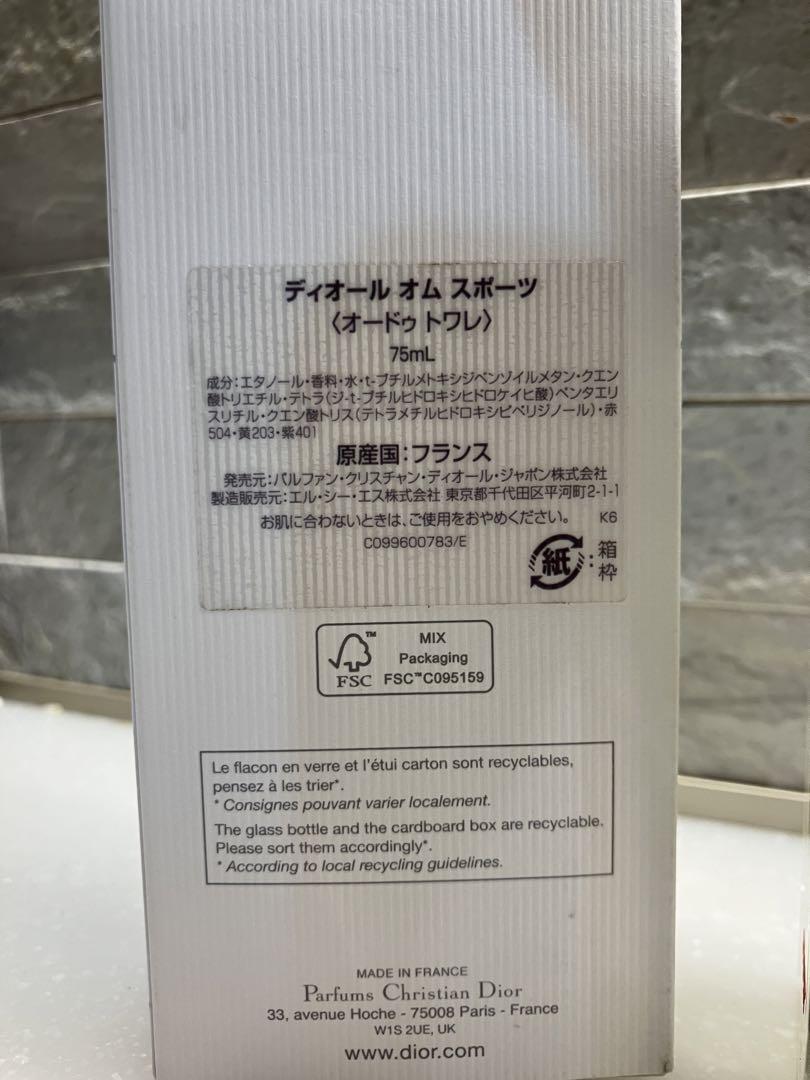 ディオール オム スポーツ
〈オードゥ トワレ〉
75mL
成分：エタノール・香料・水・t-ブチルメトキシジベンゾイルメタン・クエン
酸トリエチル・テトラ(ジ-t-ブチルヒドロキシヒドロケイヒ酸)ペンタエリ
スリチル・クエン酸トリス(テトラメチルヒドロキシピペリジノール)・赤
504・黄203・紫401
原産国：フランス
発売元：パルファン・クリスチャン・ディオール・ジャポン株式会社
製造販売元：エル・シー・エス株式会社 東京都千代田区平河町2-1-1
お肌に合わないときは、ご使用をおやめください。 K6
C099600783/E
紙：箱
枠
FSC™
MIX
Packaging
FSC™C095159
Le flacon en verre et l'étui carton sont recyclables,
pensez à les trier*.
* Consignes pouvant varier localement.
The glass bottle and the cardboard box are recyclable.
Please sort them accordingly*.
* According to local recycling guidelines.
MADE IN FRANCE
Parfums Christian Dior
33, avenue Hoche - 75008 Paris - France
W1S 2UE, UK
www.dior.com